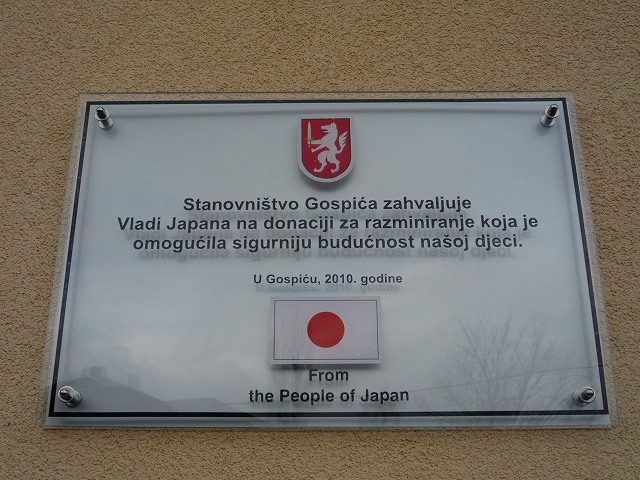 Stanovništvo Gospića zahvaljuje
Vladi Japana na donaciji za razminiranje koja je
omogućila sigurniju budućnost našoj djeci.
U Gospiću, 2010. godine
From
the People of Japan